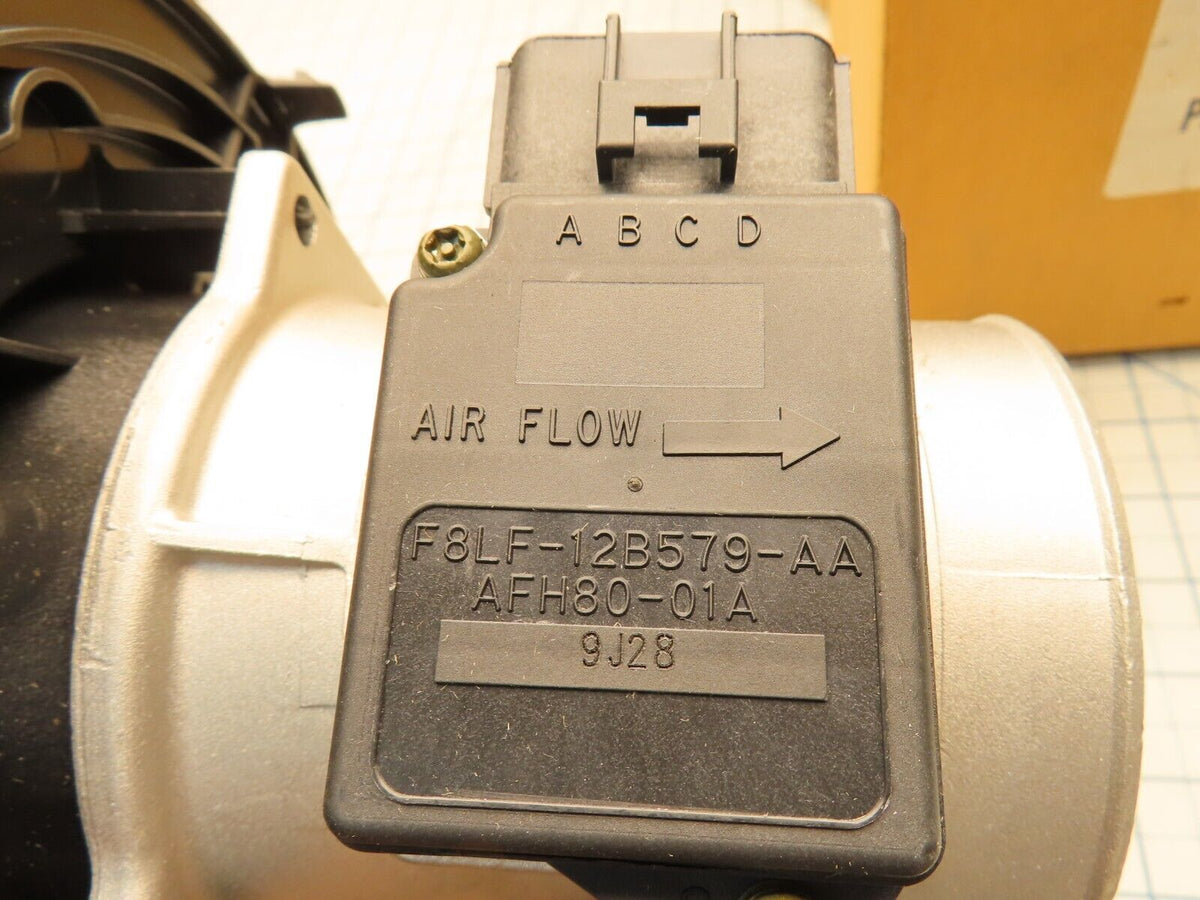 A B C D
AIR FLOW
F8LF-12B579-AA
AFH80-01A
9J28